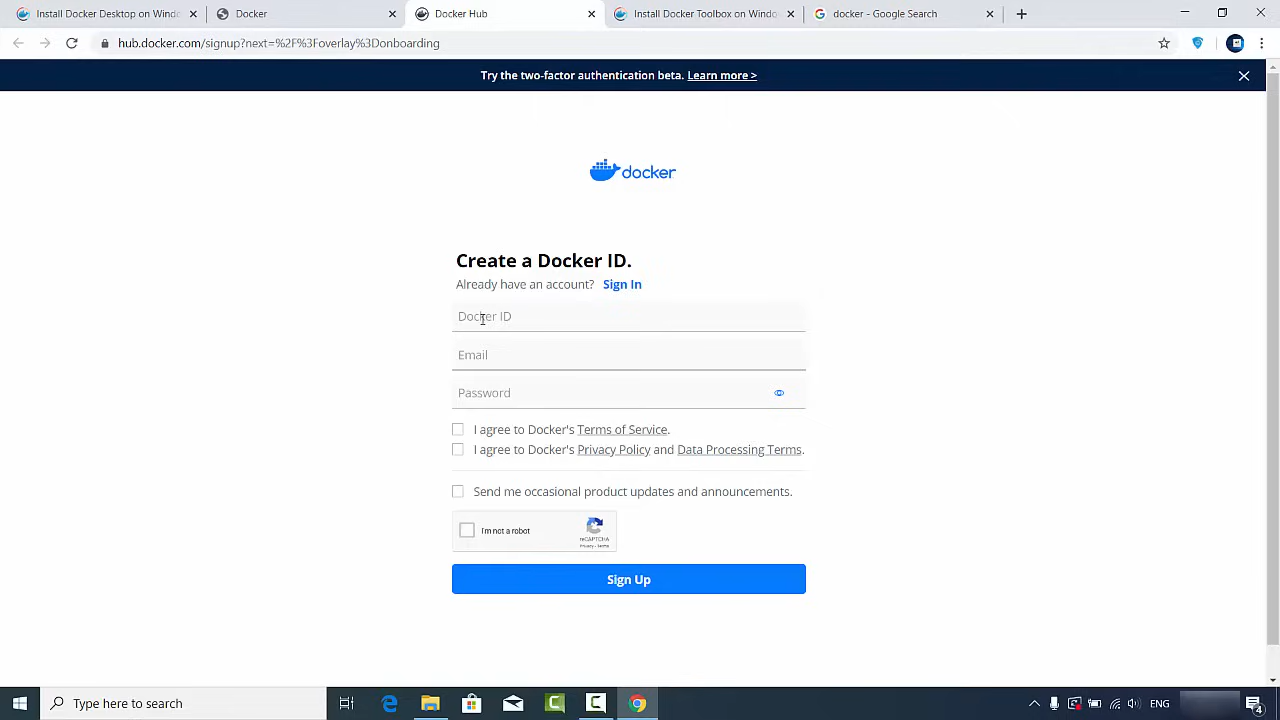 Install Docker Desktop on Windo
Docker
Docker Hub
Install Docker Toolbox on Windo
docker - Google Search
hub.docker.com/signup?next=%2F%3Foverlay%3Donboarding
Try the two-factor authentication beta. Learn more >
docker
Create a Docker ID.
Already have an account? Sign In
Docker ID
Email
Password
I agree to Docker's Terms of Service.
I agree to Docker's Privacy Policy and Data Processing Terms.
Send me occasional product updates and announcements.
I'm not a robot
reCAPTCHA
Privacy - Terms
Sign Up
Type here to search
ENG
4